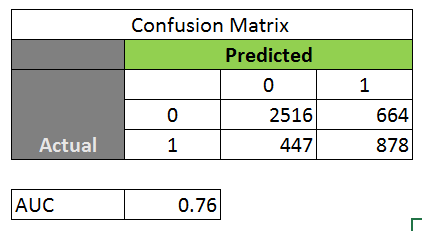 Confusion Matrix
Predicted
0 1
0 2516 664
Actual 1 447 878
AUC 0.76